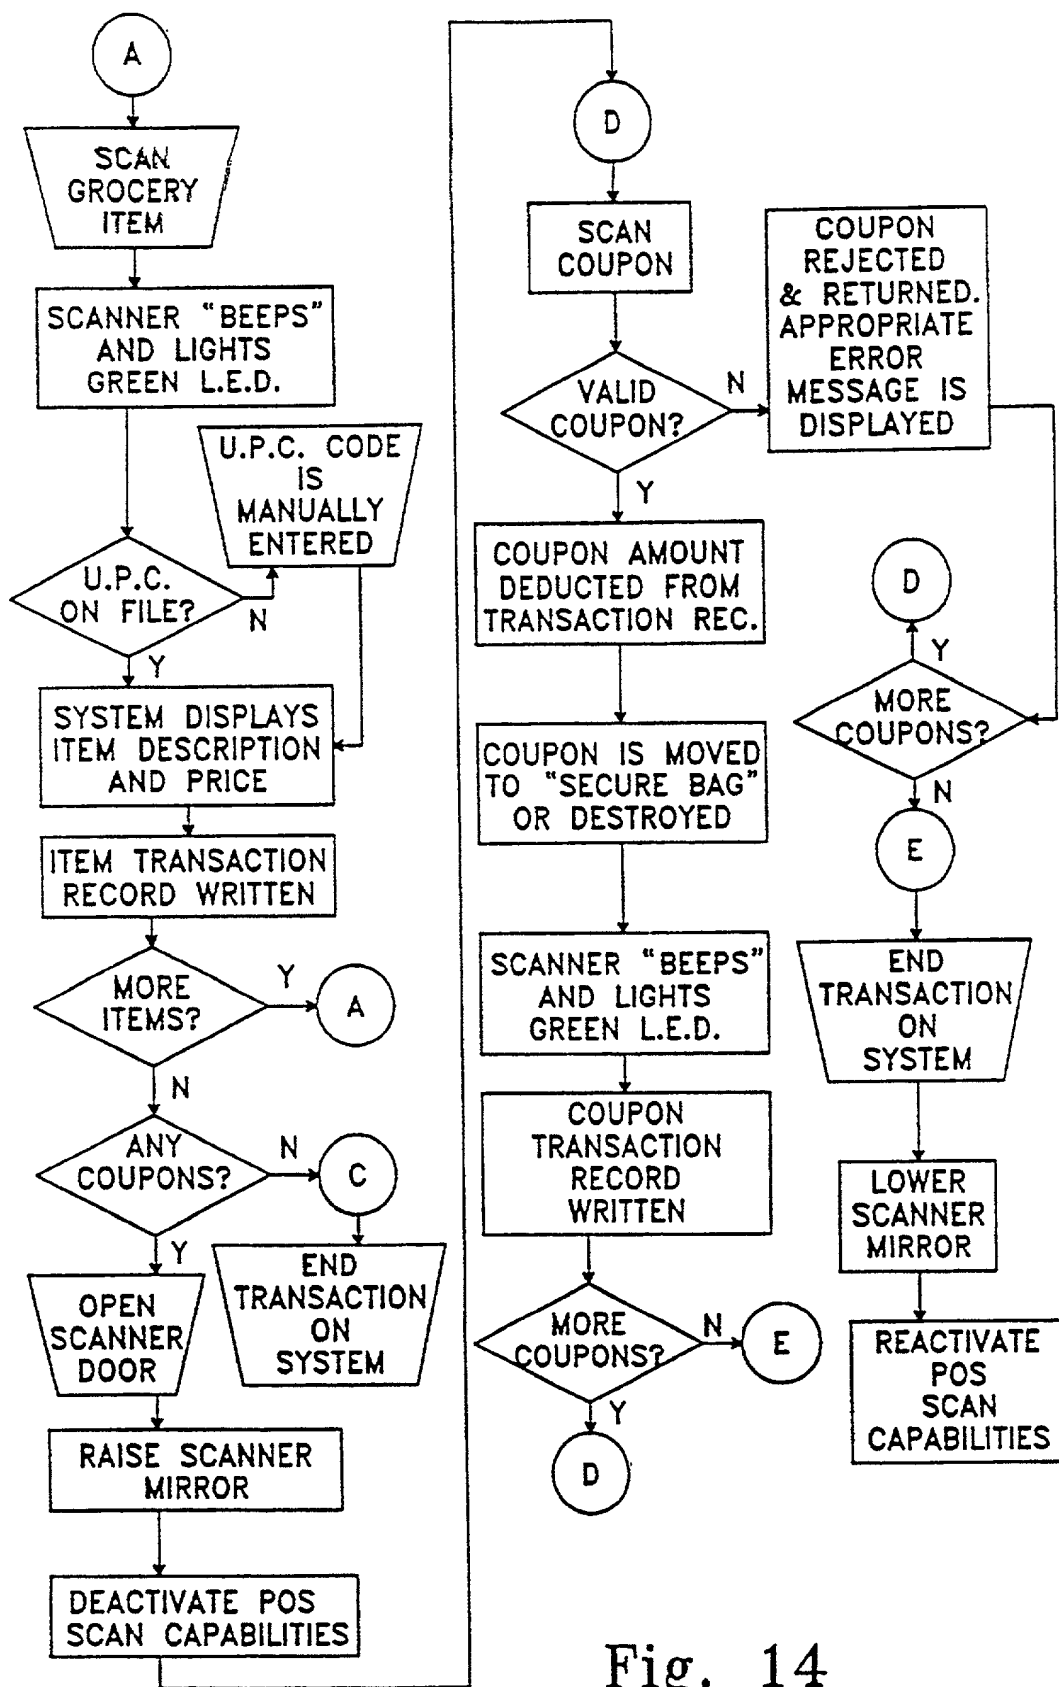 A
SCAN
GROCERY
ITEM
SCANNER "BEEPS"
AND LIGHTS
GREEN L.E.D.
U.P.C. CODE
IS
MANUALLY
ENTERED
U.P.C.
ON FILE?
N
Y
SYSTEM DISPLAYS
ITEM DESCRIPTION
AND PRICE
ITEM TRANSACTION
RECORD WRITTEN
MORE
ITEMS?
Y
A
N
ANY
COUPONS?
N
C
Y
END
TRANSACTION
ON
SYSTEM
OPEN
SCANNER
DOOR
RAISE SCANNER
MIRROR
DEACTIVATE POS
SCAN CAPABILITIES
D
SCAN
COUPON
VALID
COUPON?
N
COUPON
REJECTED
& RETURNED.
APPROPRIATE
ERROR
MESSAGE IS
DISPLAYED
Y
COUPON AMOUNT
DEDUCTED FROM
TRANSACTION REC.
COUPON IS MOVED
TO "SECURE BAG"
OR DESTROYED
SCANNER "BEEPS"
AND LIGHTS
GREEN L.E.D.
COUPON
TRANSACTION
RECORD
WRITTEN
MORE
COUPONS?
N
E
Y
D
D
Y
MORE
COUPONS?
N
E
END
TRANSACTION
ON
SYSTEM
LOWER
SCANNER
MIRROR
REACTIVATE
POS
SCAN
CAPABILITIES
Fig. 14